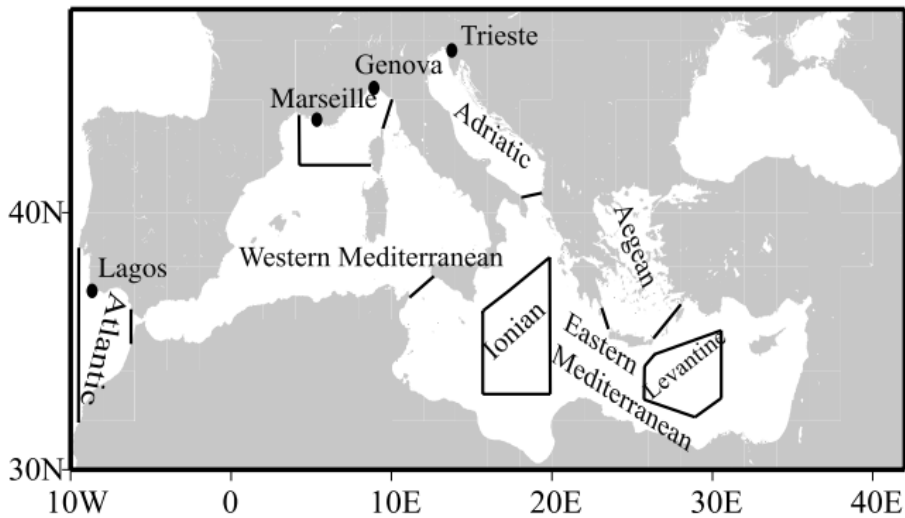 Trieste
Genova
Marseille
Adriatic
40N
Aegean
Western Mediterranean
Lagos
Atlantic
Ionian
Eastern
Mediterranean
Levantine
30N
10W 0 10E 20E 30E 40E